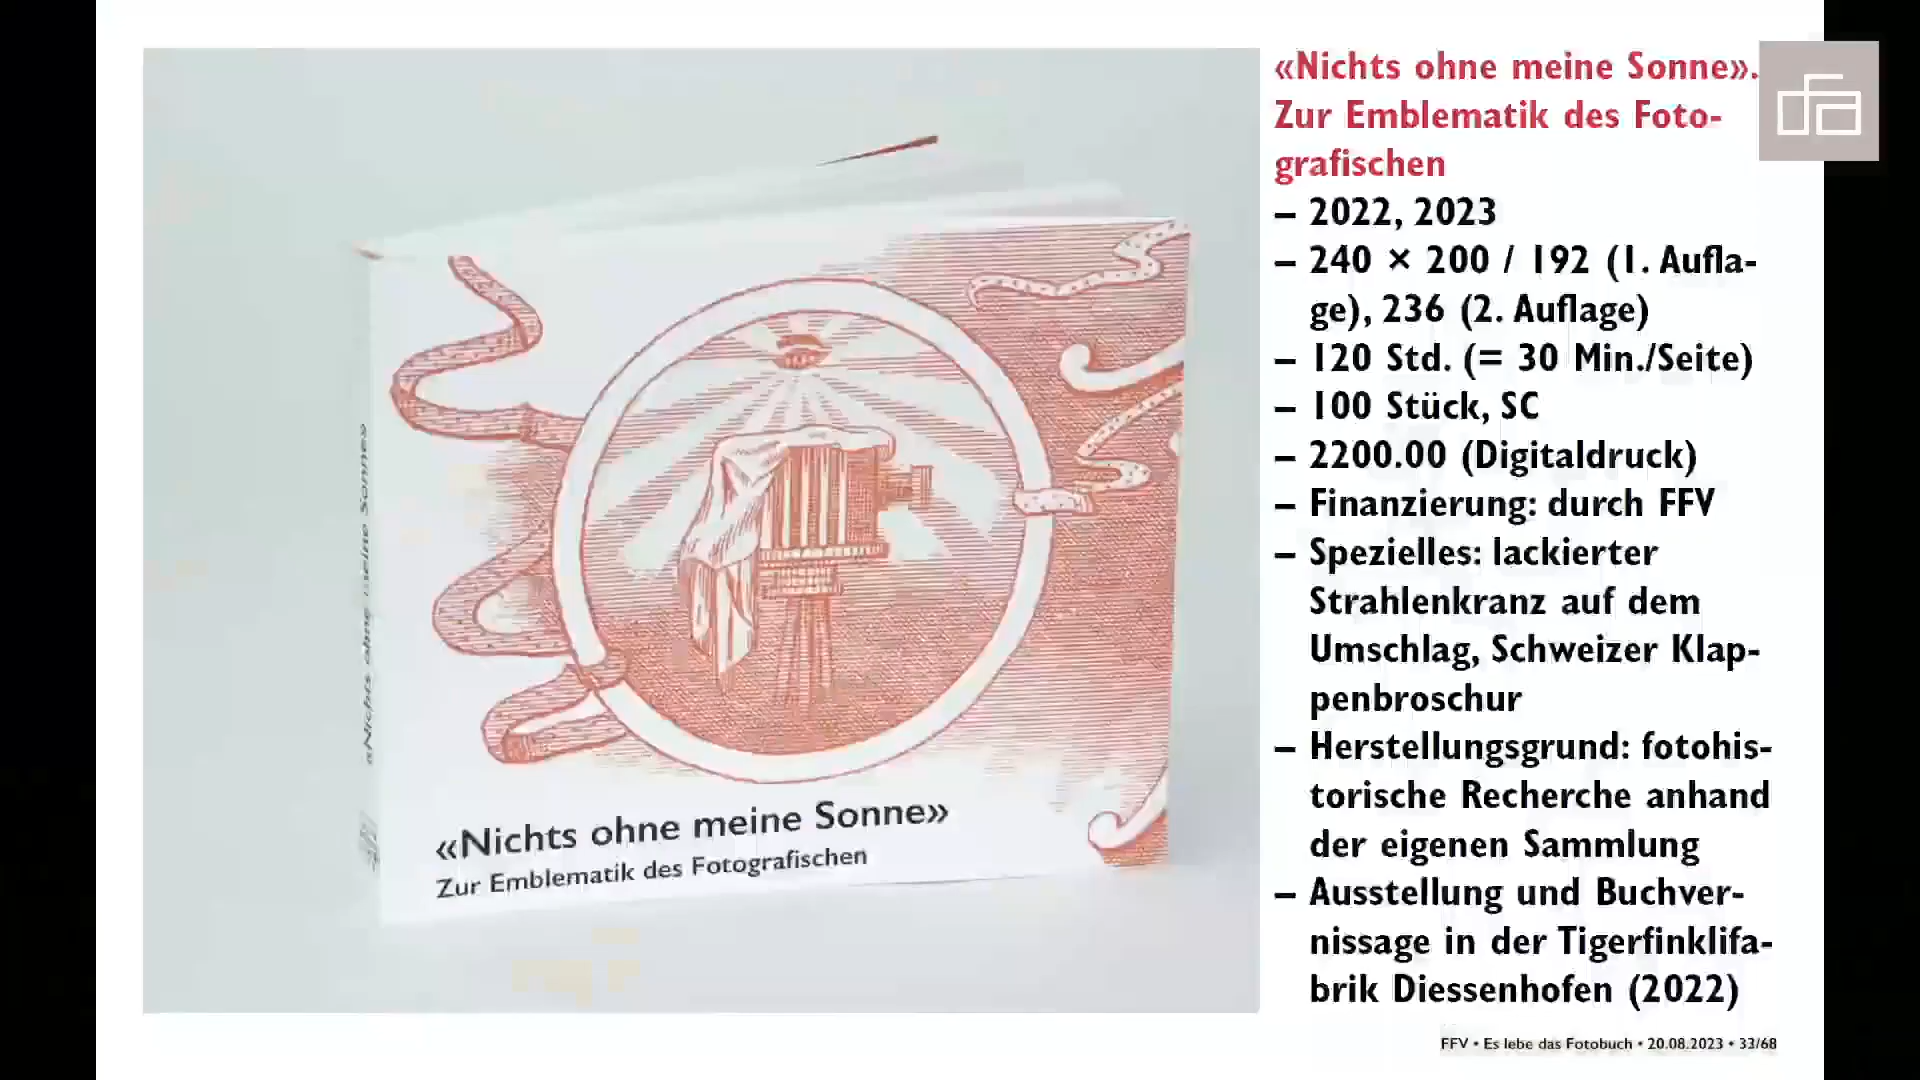 «Nichts ohne meine Sonne».
Zur Emblematik des Foto-
grafischen
– 2022, 2023
– 240 × 200 / 192 (1. Aufla-
ge), 236 (2. Auflage)
– 120 Std. (= 30 Min./Seite)
– 100 Stück, SC
– 2200.00 (Digitaldruck)
– Finanzierung: durch FFV
– Spezielles: lackierter
Strahlenkranz auf dem
Umschlag, Schweizer Klap-
penbroschur
– Herstellungsgrund: fotohis-
torische Recherche anhand
der eigenen Sammlung
– Ausstellung und Buchver-
nissage in der Tigerfinklifa-
brik Diessenhofen (2022)
«Nichts ohne meine Sonne»
«Nichts ohne meine Sonne»
Zur Emblematik des Fotografischen
FFV • Es lebe das Fotobuch • 20.08.2023 • 33/68